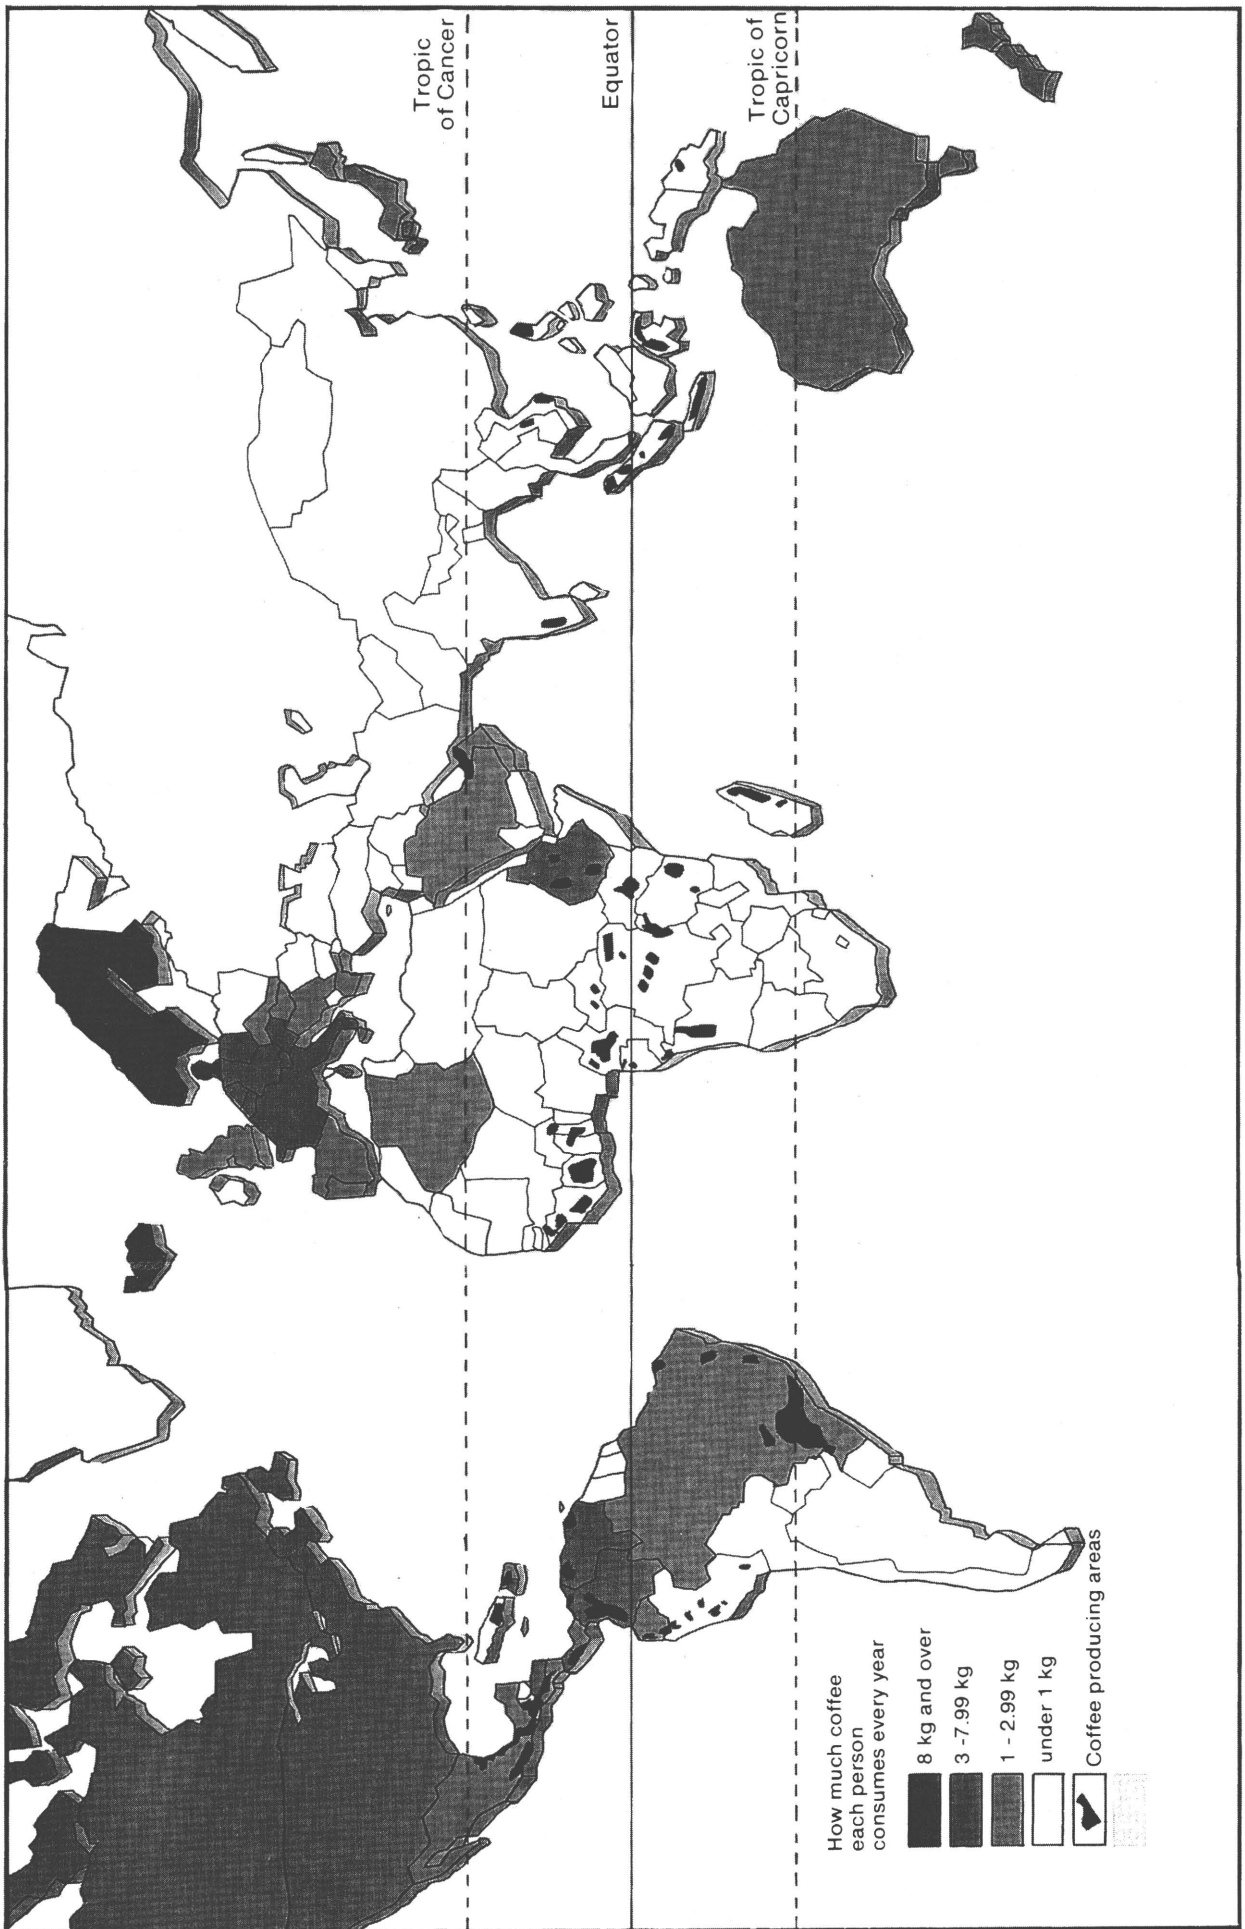 Tropic
of Cancer
Equator
Tropic of
Capricorn
How much coffee
each person
consumes every year
8 kg and over
3 -7.99 kg
1 - 2.99 kg
under 1 kg
Coffee producing areas